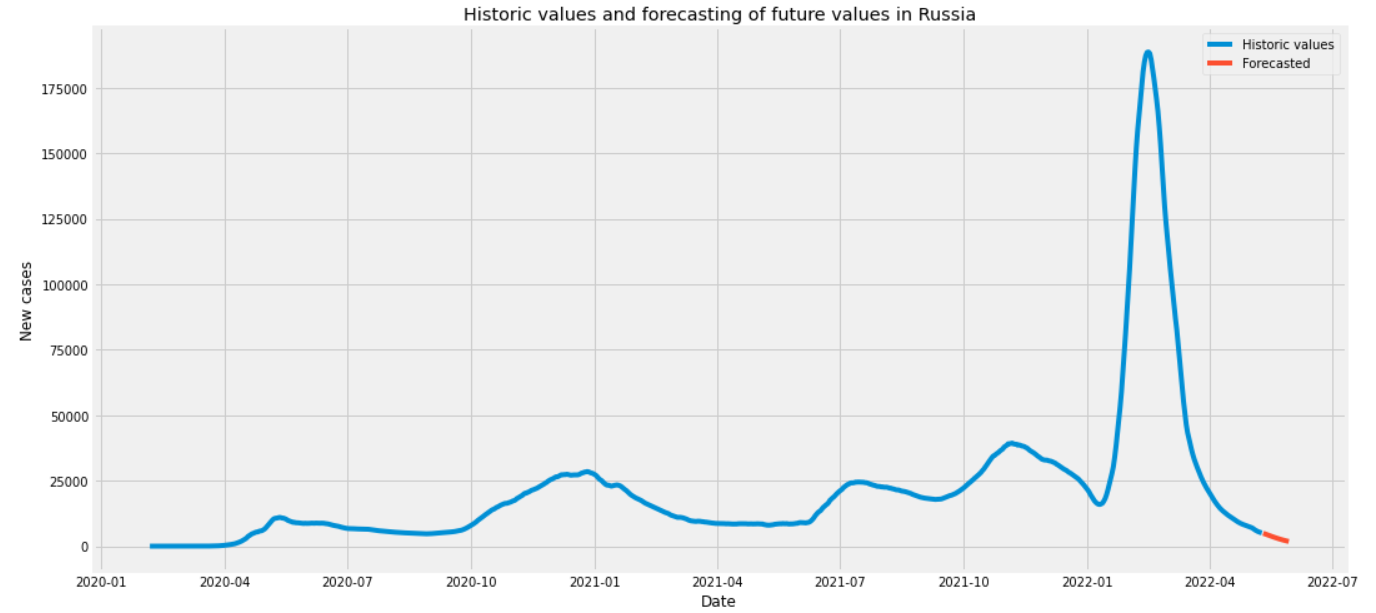 Historic values and forecasting of future values in Russia
Historic values
Forecasted
175000
150000
125000
100000
75000
50000
25000
0
New cases
2020-01 2020-04 2020-07 2020-10 2021-01 2021-04 2021-07 2021-10 2022-01 2022-04 2022-07
Date